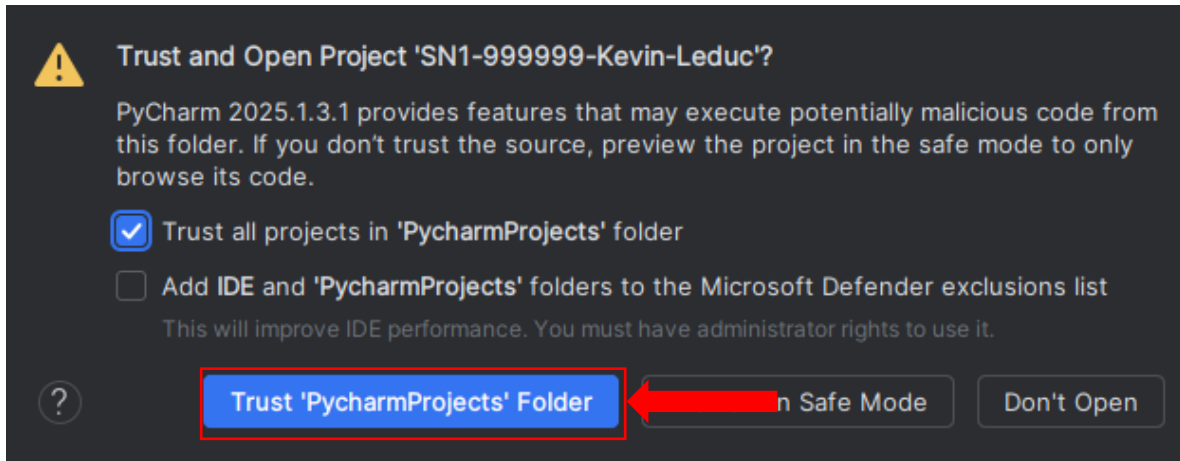 Trust and Open Project 'SN1-999999-Kevin-Leduc'?
PyCharm 2025.1.3.1 provides features that may execute potentially malicious code from
this folder. If you don't trust the source, preview the project in the safe mode to only
browse its code.
Trust all projects in 'PycharmProjects' folder
Add IDE and 'PycharmProjects' folders to the Microsoft Defender exclusions list
This will improve IDE performance. You must have administrator rights to use it.
? Trust 'PycharmProjects' Folder n Safe Mode Don't Open